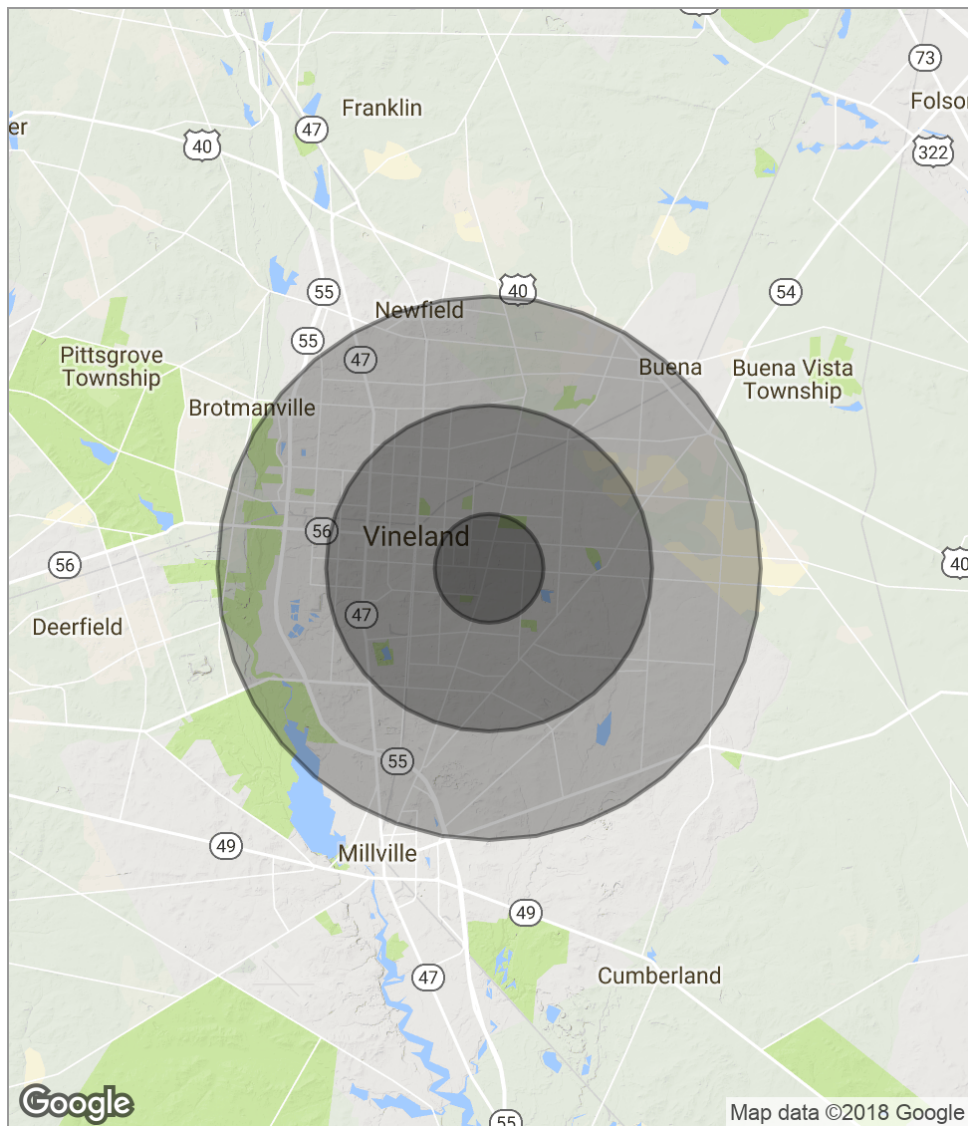 73
Franklin
Folsom
47
er
40
322
55
40
54
Newfield
55
47
Pittsgrove
Township
Buena
Buena Vista
Township
Brotmanville
56
Vineland
56
40
47
Deerfield
55
49
Millville
49
47
Cumberland
Google
Map data ©2018 Google
55